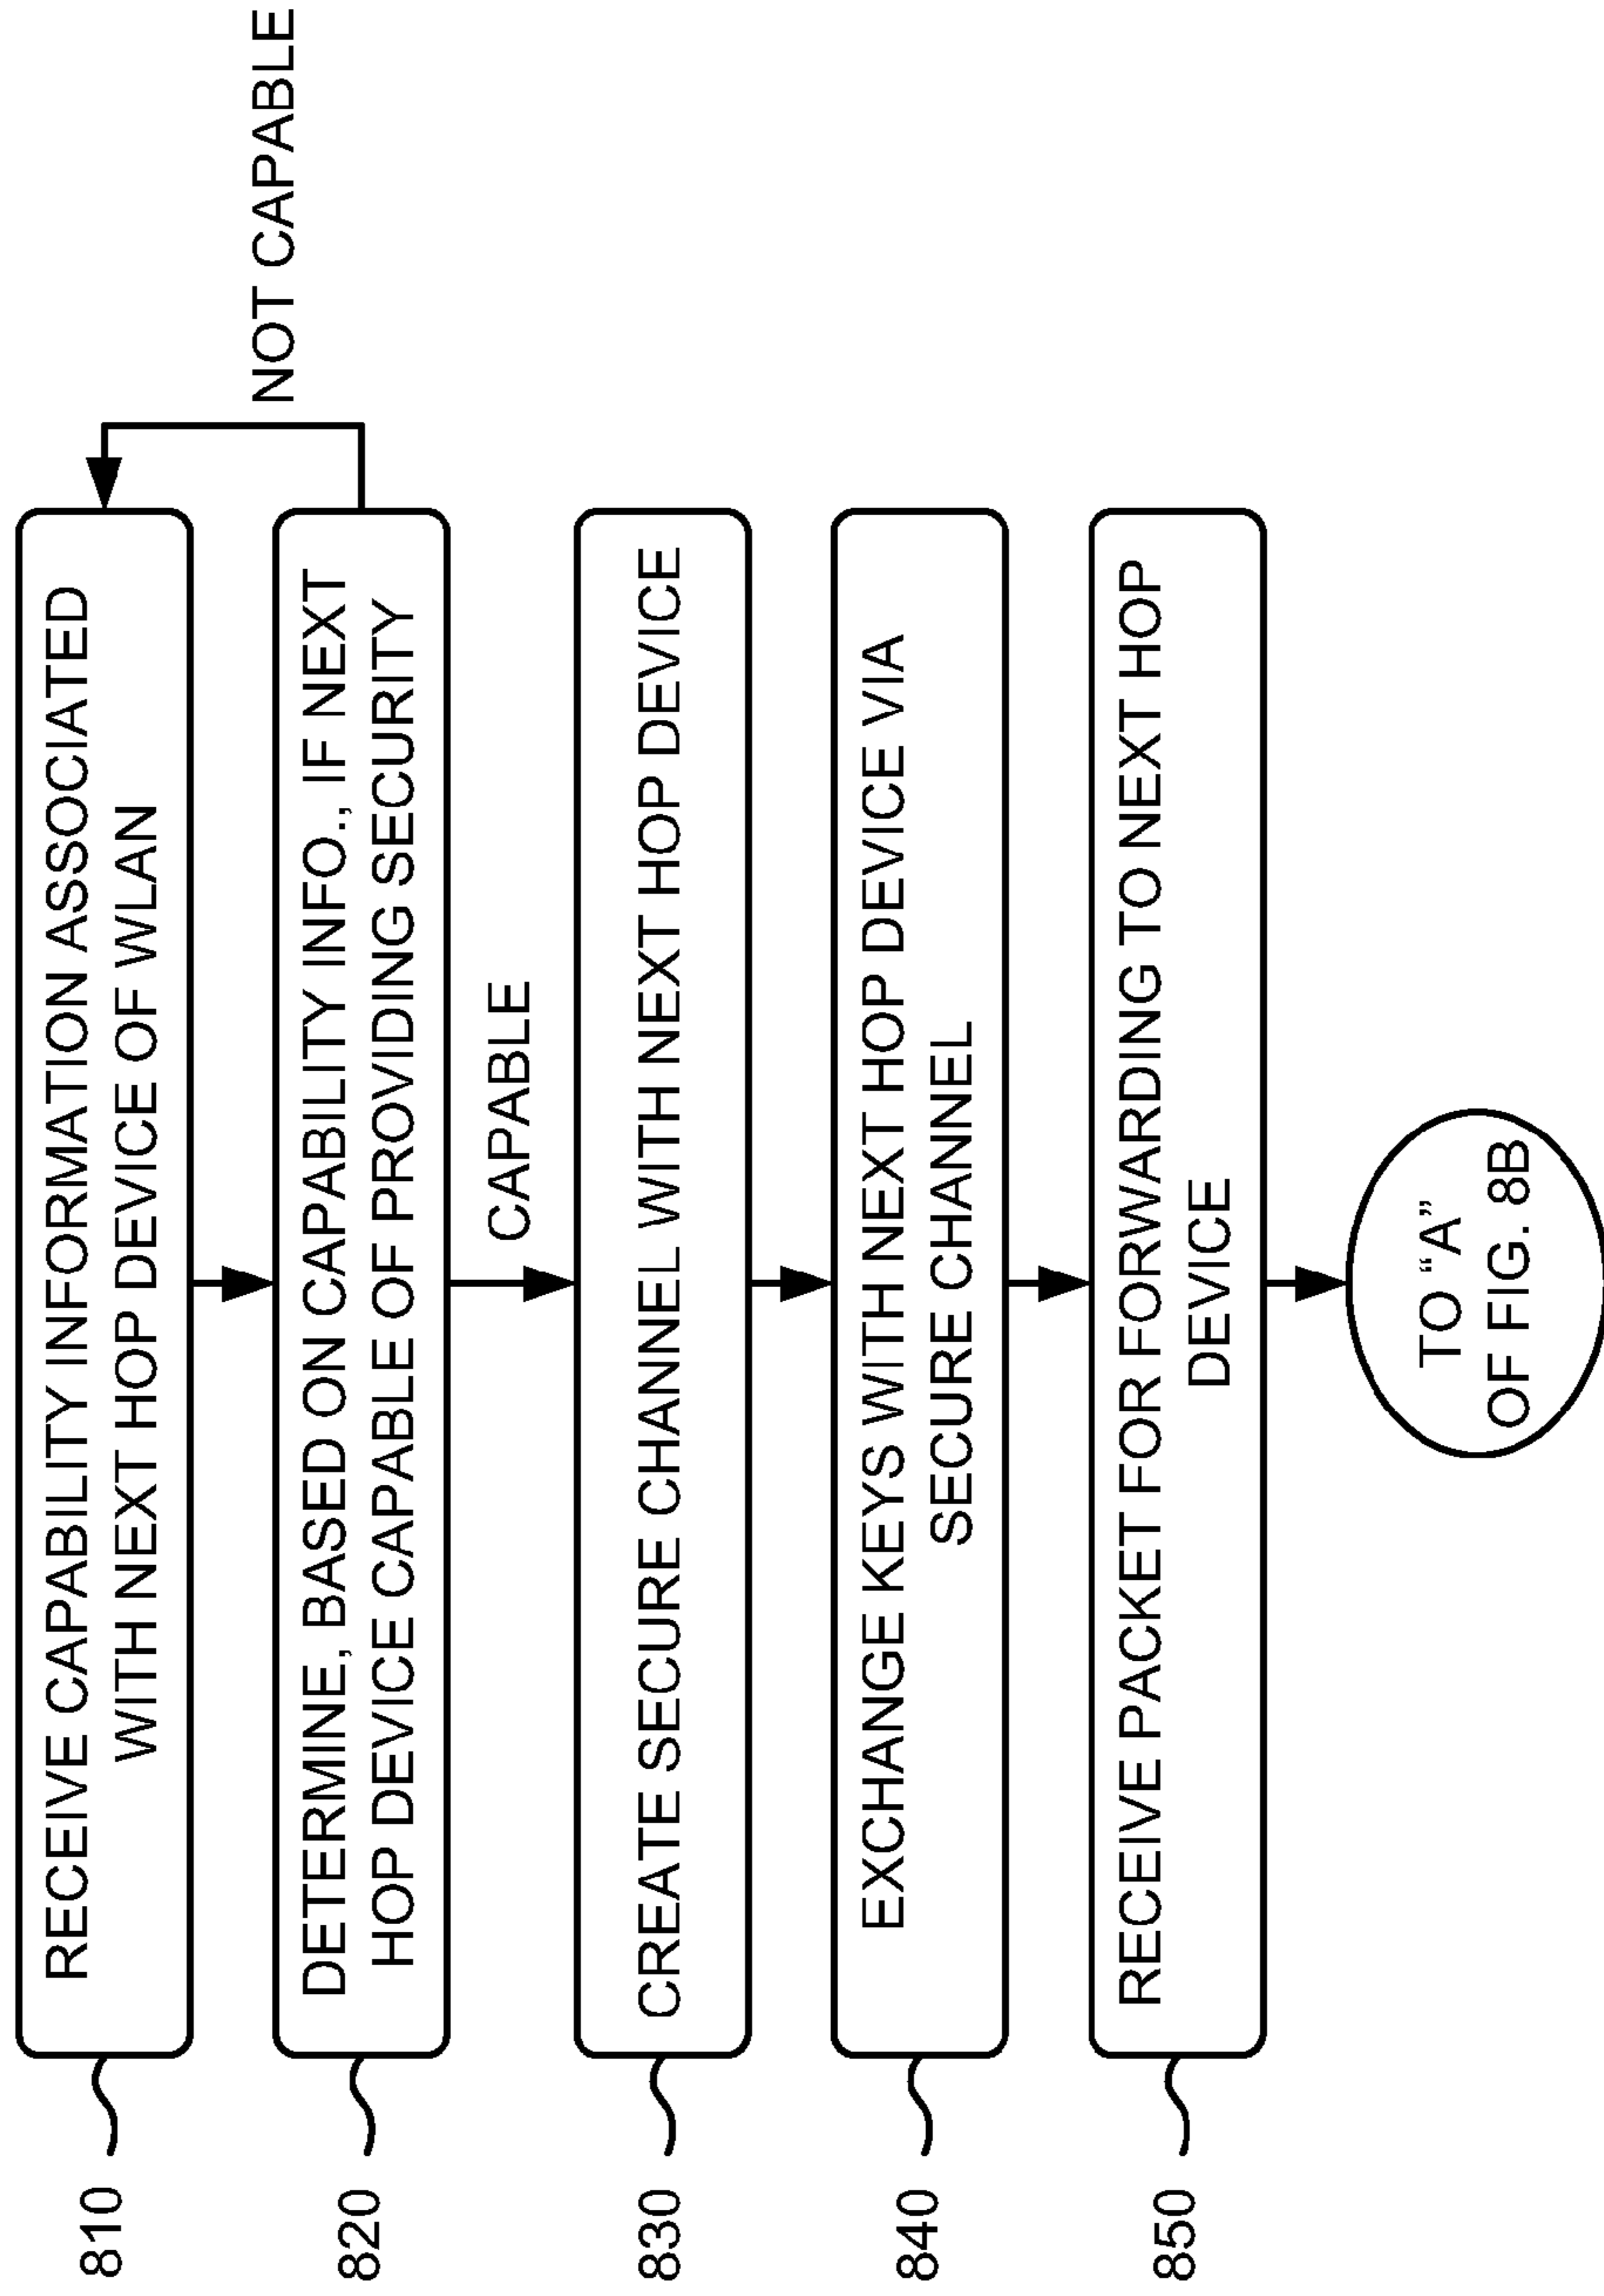 810
RECEIVE CAPABILITY INFORMATION ASSOCIATED
WITH NEXT HOP DEVICE OF WLAN
820
DETERMINE, BASED ON CAPABILITY INFO., IF NEXT
HOP DEVICE CAPABLE OF PROVIDING SECURITY
NOT CAPABLE
CAPABLE
830
CREATE SECURE CHANNEL WITH NEXT HOP DEVICE
840
EXCHANGE KEYS WITH NEXT HOP DEVICE VIA
SECURE CHANNEL
850
RECEIVE PACKET FOR FORWARDING TO NEXT HOP
DEVICE
TO “A”
OF FIG. 8B